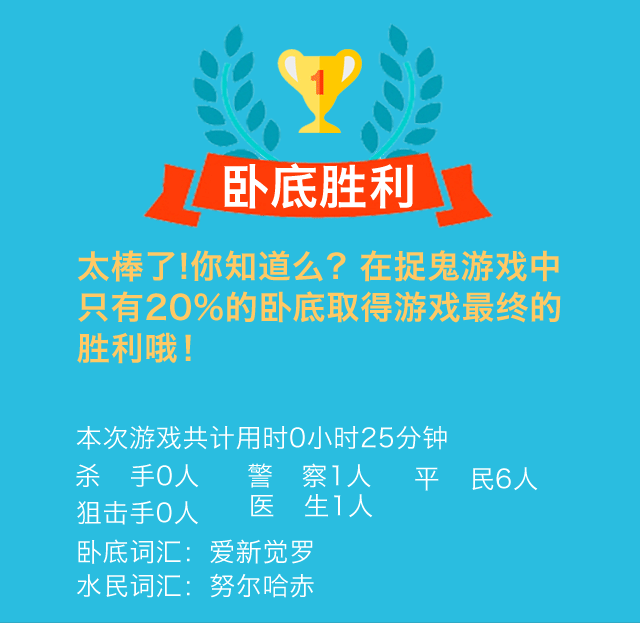 1
卧底胜利
太棒了!你知道么？在捉鬼游戏中
只有20%的卧底取得游戏最终的
胜利哦！
本次游戏共计用时0小时25分钟
杀 手0人 警 察1人 平 民6人
狙击手0人 医 生1人
卧底词汇：爱新觉罗
水民词汇：努尔哈赤